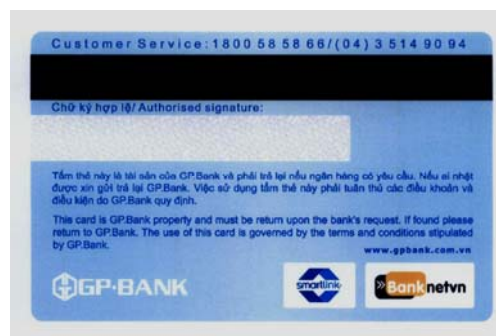 Customer Service: 1800 58 58 66/(04) 3 514 90 94
Chữ ký hợp lệ/ Authorised signature:
Tấm thẻ này là tài sản của GP.Bank và phải trả lại nếu ngân hàng có yêu cầu. Nếu ai nhặt
được xin gửi trả lại GP.Bank. Việc sử dụng tấm thẻ này phải tuân thủ các điều khoản và
điều kiện do GP.Bank quy định.
This card is GP.Bank property and must be return upon the bank's request. If found please
return to GP.Bank. The use of this card is governed by the terms and conditions stipulated
by GP.Bank.
www.gpbank.com.vn
GP·BANK
smartlink
»Bank netvn